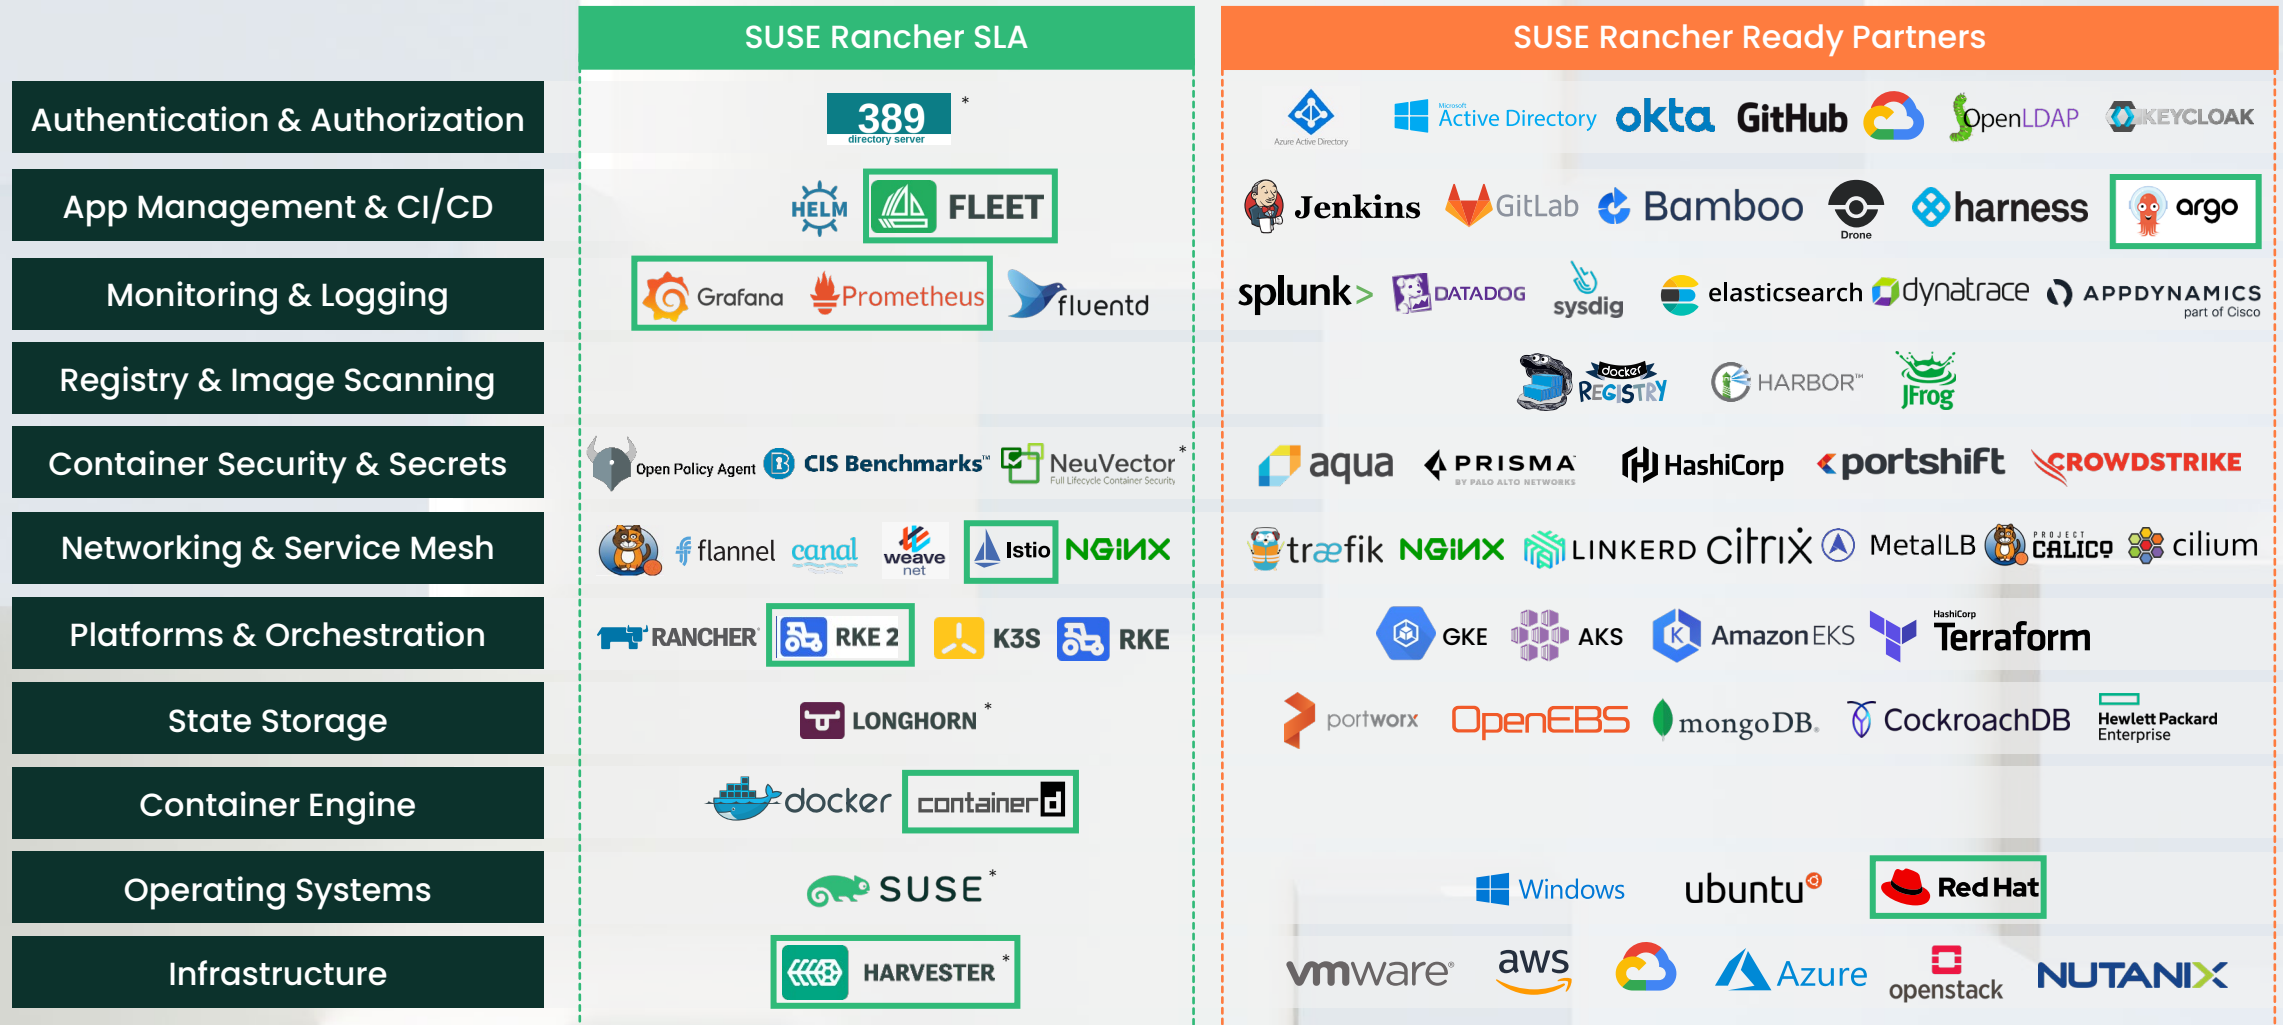 SUSE Rancher SLA
SUSE Rancher Ready Partners
Authentication & Authorization
389 *
directory server
Azure Active Directory
Microsoft
Active Directory
okta
GitHub
OpenLDAP
KEYCLOAK
App Management & CI/CD
HELM
FLEET
Jenkins
GitLab
Bamboo
Drone
harness
argo
Monitoring & Logging
Grafana
Prometheus
fluentd
splunk>
DATADOG
sysdig
elasticsearch
dynatrace
APPDYNAMICS
part of Cisco
Registry & Image Scanning
docker
REGISTRY
HARBOR™
JFrog
Container Security & Secrets
Open Policy Agent
CIS Benchmarks™
NeuVector *
Full Lifecycle Container Security
aqua
PRISMA
BY PALO ALTO NETWORKS
HashiCorp
portshift
CROWDSTRIKE
Networking & Service Mesh
flannel
canal
weave
net
Istio
NGINX
træfik
NGINX
LINKERD
citrix
MetalLB
PROJECT
CALICO
cilium
Platforms & Orchestration
RANCHER
RKE 2
K3S
RKE
GKE
AKS
Amazon EKS
HashiCorp
Terraform
State Storage
LONGHORN *
portworx
OpenEBS
mongoDB.
CockroachDB
Hewlett Packard
Enterprise
Container Engine
docker
containerd
Operating Systems
SUSE *
Windows
ubuntu
Red Hat
Infrastructure
HARVESTER *
vmware®
aws
Azure
openstack
NUTANIX